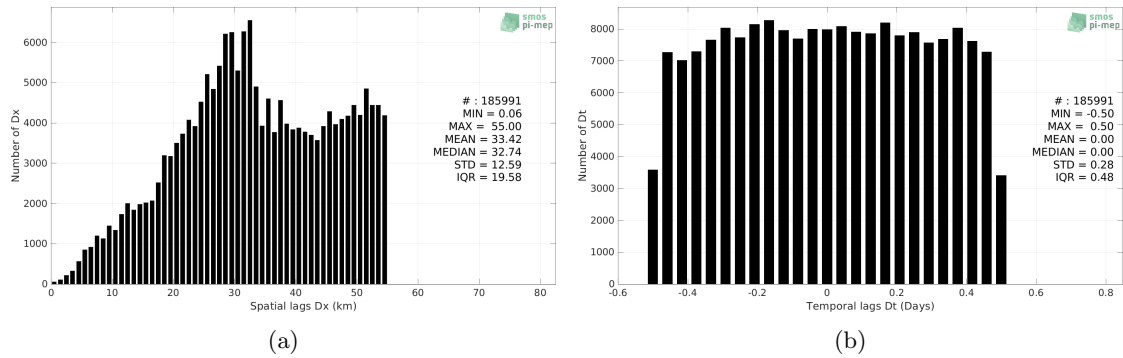 smos
pi-mep
Number of Dx
6000
5000
4000
3000
2000
1000
0
# : 185991
MIN = 0.06
MAX = 55.00
MEAN = 33.42
MEDIAN = 32.74
STD = 12.59
IQR = 19.58
0 10 20 30 40 50 60 70 80
Spatial lags Dx (km)
(a)
smos
pi-mep
Number of Dt
8000
7000
6000
5000
4000
3000
2000
1000
0
# : 185991
MIN = -0.50
MAX = 0.50
MEAN = 0.00
MEDIAN = 0.00
STD = 0.28
IQR = 0.48
-0.6 -0.4 -0.2 0 0.2 0.4 0.6 0.8
Temporal lags Dt (Days)
(b)